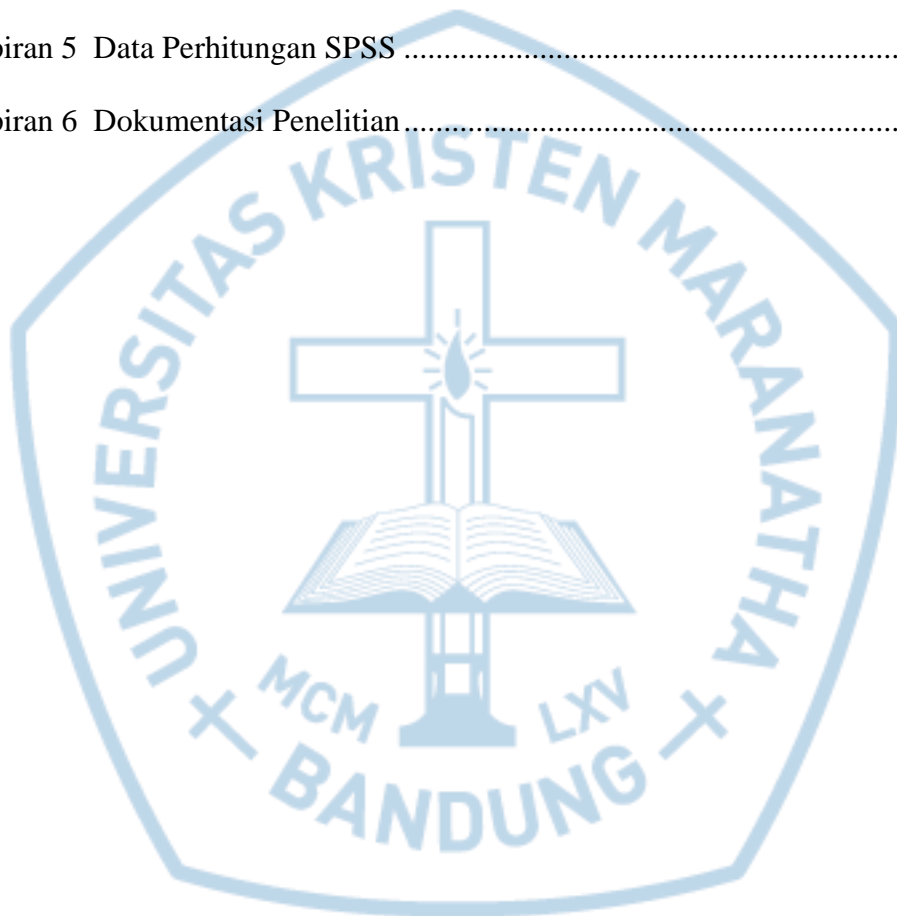 piran 5 Data Perhitungan SPSS ....................................................................
piran 6 Dokumentasi Penelitian ....................................................................
UNIVERSITAS KRISTEN MARANATHA
MCM LXV
BANDUNG